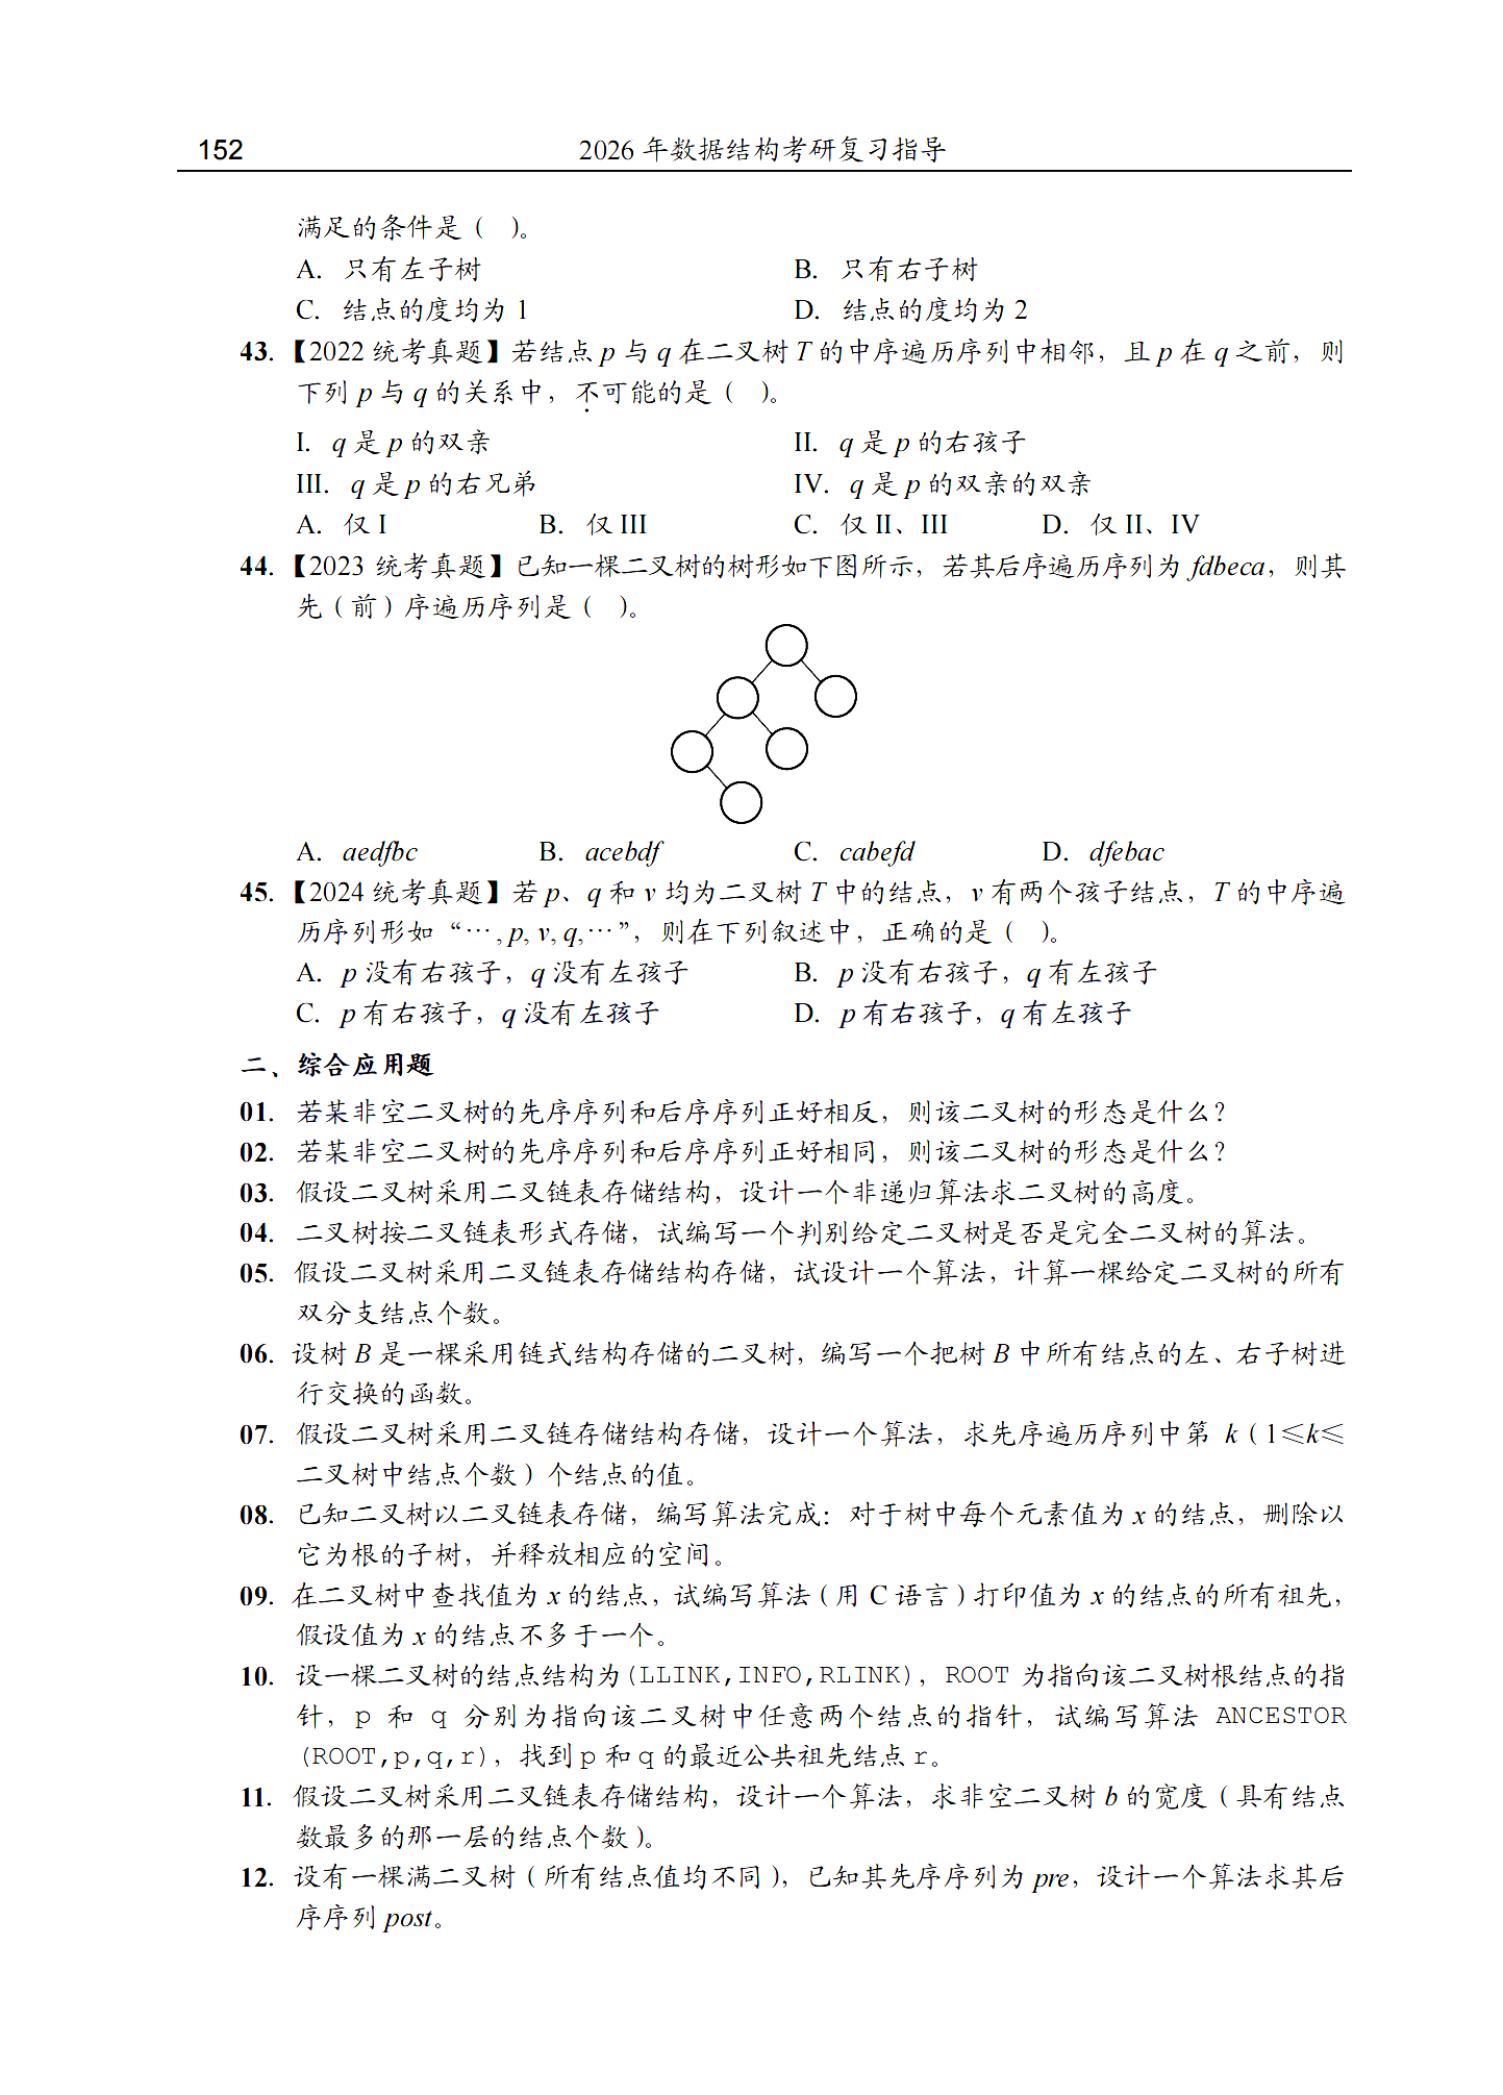 152 2026 年数据结构考研复习指导
满足的条件是（ ）。
A. 只有左子树 B. 只有右子树
C. 结点的度均为 1 D. 结点的度均为 2
43. 【2022 统考真题】若结点 p 与 q 在二叉树 T 的中序遍历序列中相邻，且 p 在 q 之前，则
下列 p 与 q 的关系中，不可能的是（ ）。
I. q 是 p 的双亲 II. q 是 p 的右孩子
III. q 是 p 的右兄弟 IV. q 是 p 的双亲的双亲
A. 仅 I B. 仅 III C. 仅 II、III D. 仅 II、IV
44. 【2023 统考真题】已知一棵二叉树的树形如下图所示，若其后序遍历序列为 fdbeca，则其
先（前）序遍历序列是（ ）。
A. aedfbc B. acebdf C. cabefd D. dfebac
45. 【2024 统考真题】若 p、q 和 v 均为二叉树 T 中的结点，v 有两个孩子结点，T 的中序遍
历序列形如“…, p, v, q,…”，则在下列叙述中，正确的是（ ）。
A. p 没有右孩子，q 没有左孩子 B. p 没有右孩子，q 有左孩子
C. p 有右孩子，q 没有左孩子 D. p 有右孩子，q 有左孩子
二、综合应用题
01. 若某非空二叉树的先序序列和后序序列正好相反，则该二叉树的形态是什么？
02. 若某非空二叉树的先序序列和后序序列正好相同，则该二叉树的形态是什么？
03. 假设二叉树采用二叉链表存储结构，设计一个非递归算法求二叉树的高度。
04. 二叉树按二叉链表形式存储，试编写一个判别给定二叉树是否是完全二叉树的算法。
05. 假设二叉树采用二叉链表存储结构存储，试设计一个算法，计算一棵给定二叉树的所有
双分支结点个数。
06. 设树 B 是一棵采用链式结构存储的二叉树，编写一个把树 B 中所有结点的左、右子树进
行交换的函数。
07. 假设二叉树采用二叉链存储结构存储，设计一个算法，求先序遍历序列中第 k（1≤k≤
二叉树中结点个数）个结点的值。
08. 已知二叉树以二叉链表存储，编写算法完成：对于树中每个元素值为 x 的结点，删除以
它为根的子树，并释放相应的空间。
09. 在二叉树中查找值为 x 的结点，试编写算法（用 C 语言）打印值为 x 的结点的所有祖先，
假设值为 x 的结点不多于一个。
10. 设一棵二叉树的结点结构为(LLINK,INFO,RLINK)，ROOT 为指向该二叉树根结点的指
针，p 和 q 分别为指向该二叉树中任意两个结点的指针，试编写算法 ANCESTOR
(ROOT,p,q,r)，找到 p 和 q 的最近公共祖先结点 r。
11. 假设二叉树采用二叉链表存储结构，设计一个算法，求非空二叉树 b 的宽度（具有结点
数最多的那一层的结点个数）。
12. 设有一棵满二叉树（所有结点值均不同），已知其先序序列为 pre，设计一个算法求其后
序序列 post。